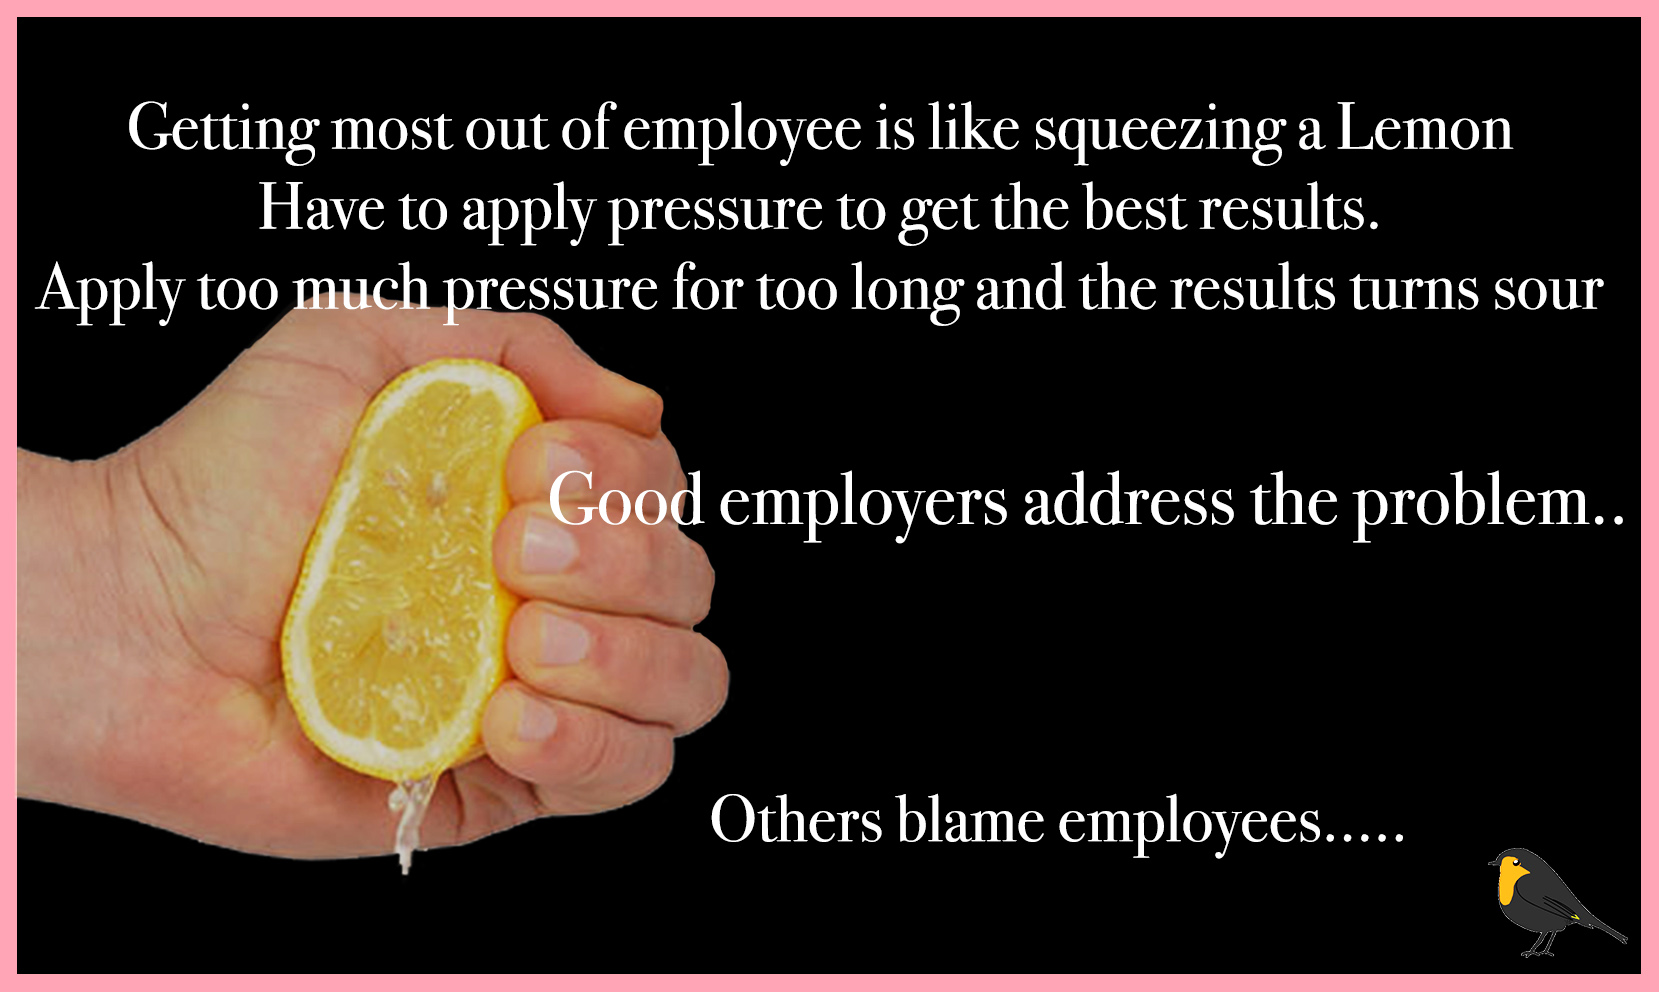 Getting most out of employee is like squeezing a Lemon
Have to apply pressure to get the best results.
Apply too much pressure for too long and the results turns sour
Good employers address the problem..
Others blame employees.....